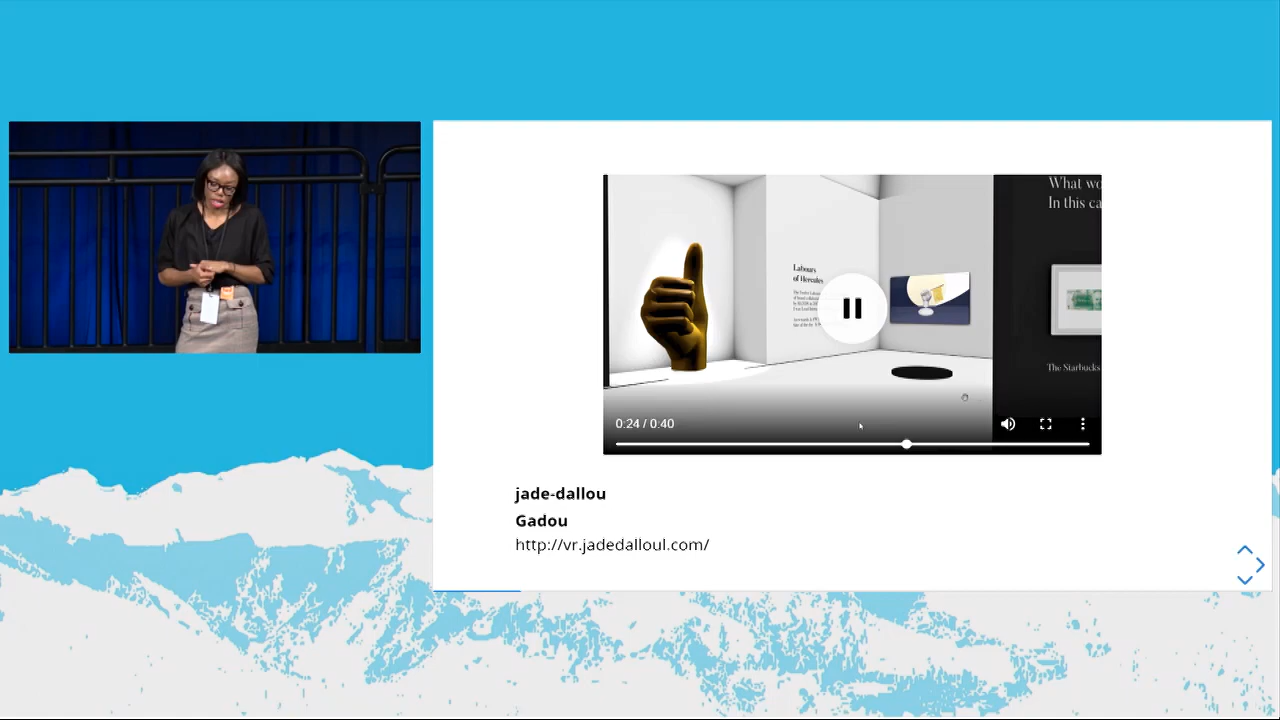 What wo
In this ca
Labours
of Hercules
The Starbucks
0:24 / 0:40
jade-dallou
Gadou
http://vr.jadedalloul.com/